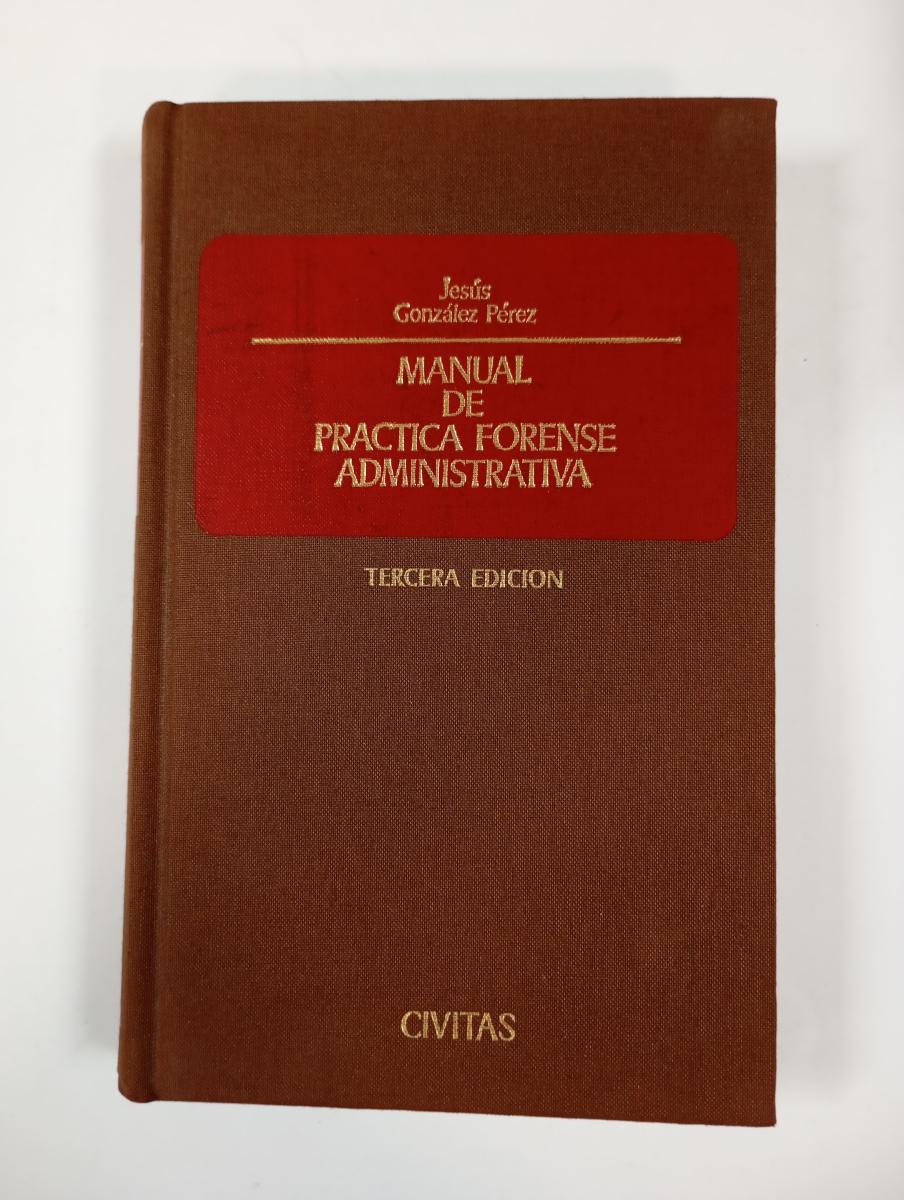 Jesús
González Pérez
MANUAL
DE
PRACTICA FORENSE
ADMINISTRATIVA
TERCERA EDICION
CIVITAS